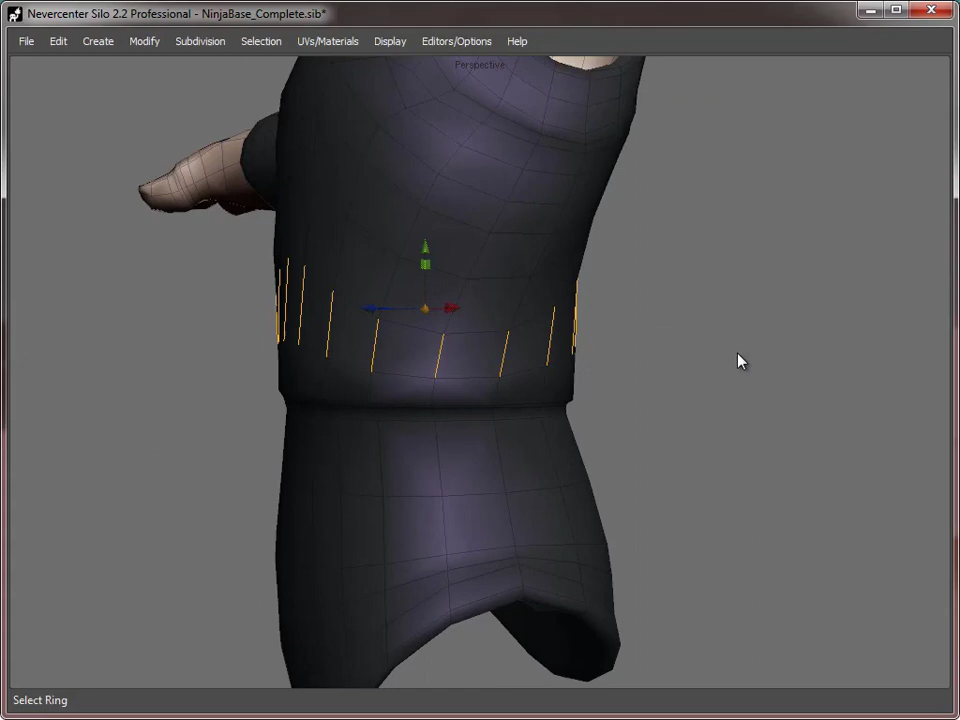 Nevercenter Silo 2.2 Professional - NinjaBase_Complete.sib*
File Edit Create Modify Subdivision Selection UVs/Materials Display Editors/Options Help
Perspective
Select Ring